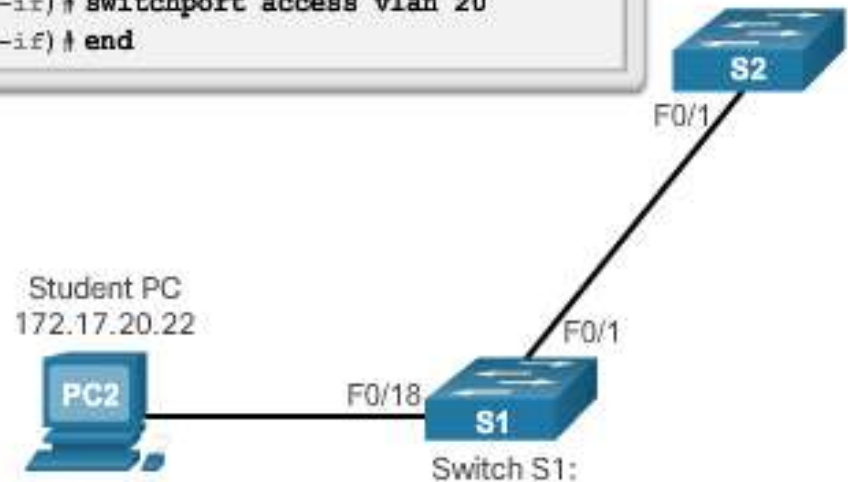 -if)# switchport access vlan 20
-if)# end
S2
F0/1
Student PC
172.17.20.22
F0/1
PC2
F0/18
S1
Switch S1: